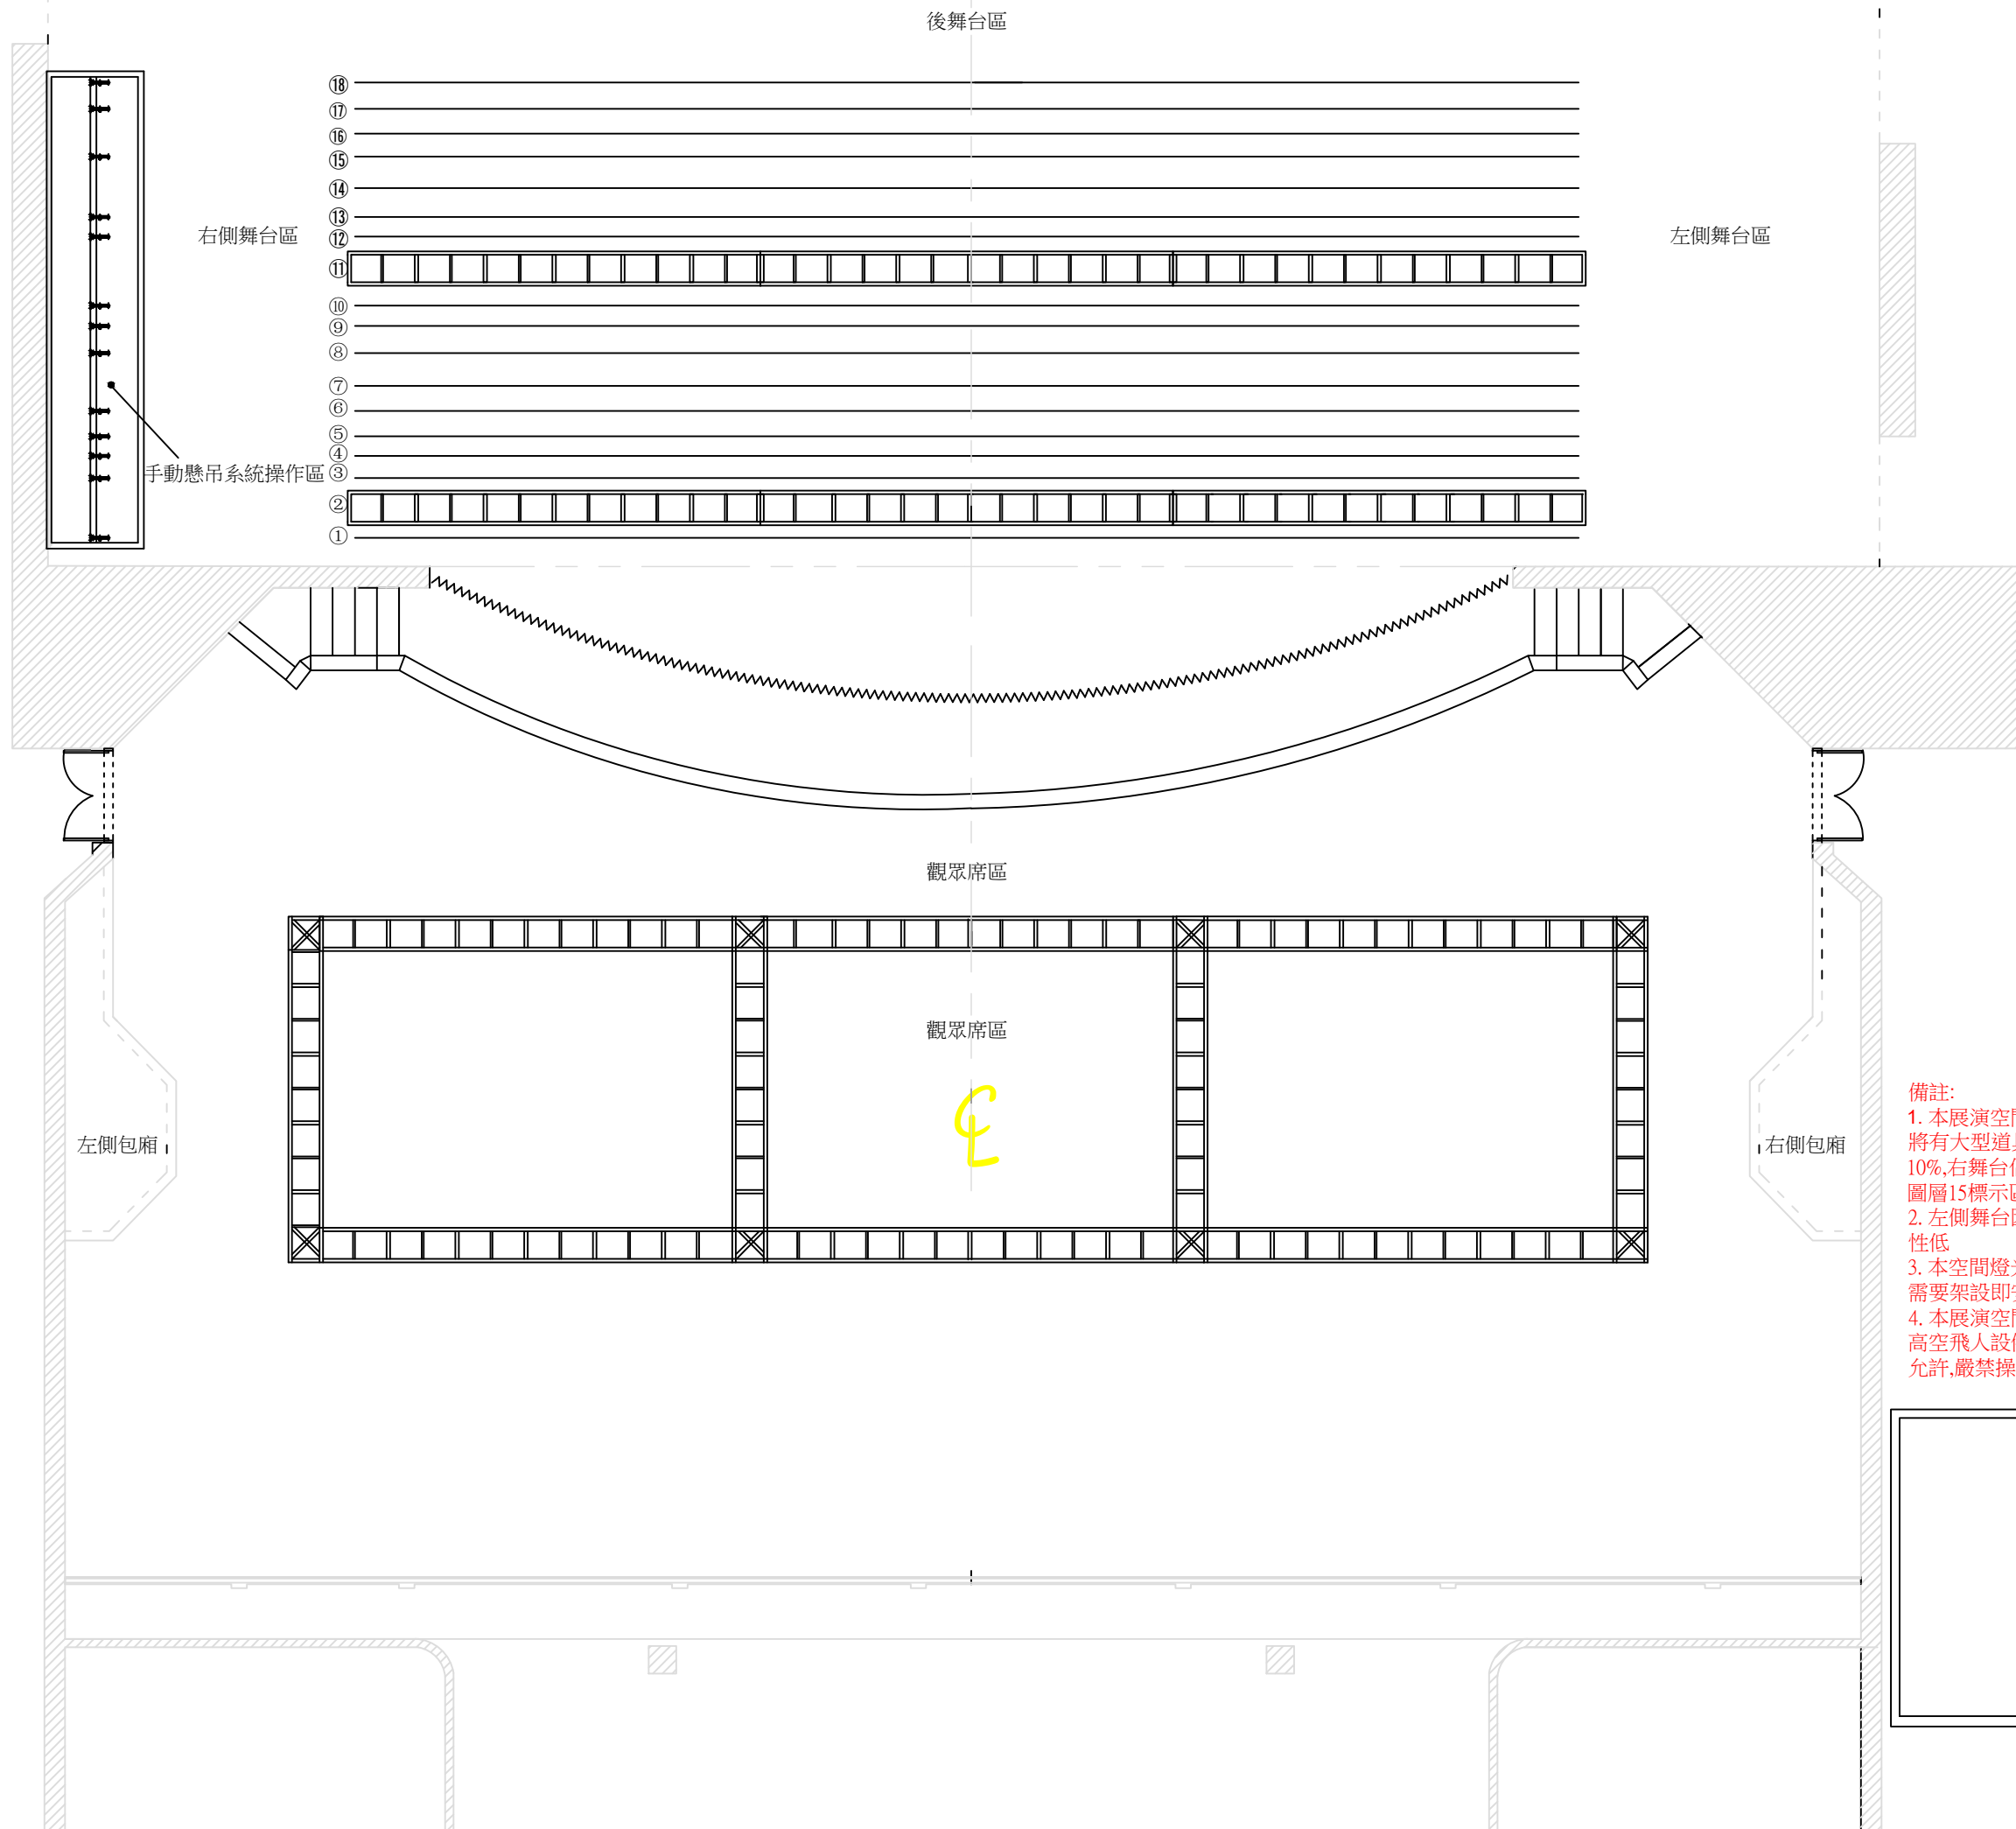 後舞台區
⑱
⑰
⑯
⑮
⑭
⑬
右側舞台區
左側舞台區
⑫
⑪
⑩
⑨
⑧
⑦
⑥
⑤
④
手動懸吊系統操作區
③
②
①
觀眾席區
觀眾席區
左側包廂
右側包廂
備註:
1. 本展演空
將有大型道
10%,右舞台
圖層15標示
2. 左側舞台
性低
3. 本空間燈
需要架設即
4. 本展演空
高空飛人設
允許,嚴禁操